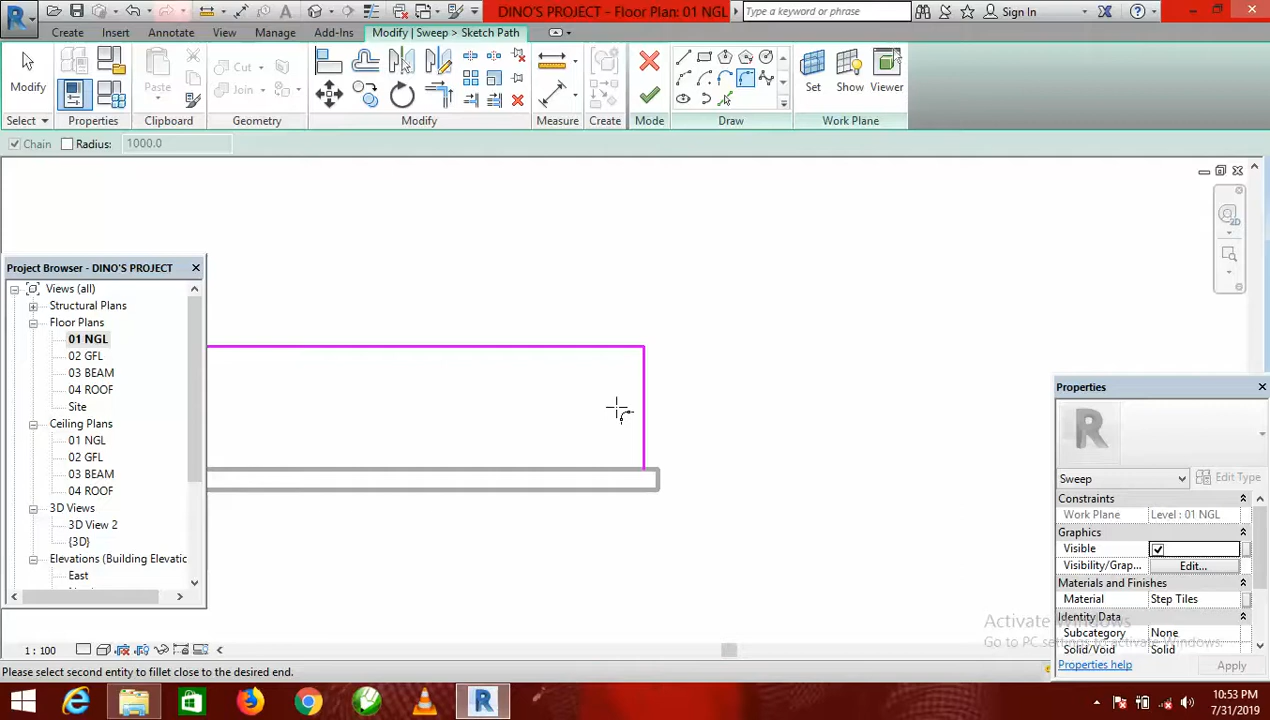 DINO'S PROJECT - Floor Plan: 01 NGL
Type a keyword or phrase
Sign In
Create
Insert
Annotate
View
Manage
Add-Ins
Modify | Sweep > Sketch Path
Modify
Paste
Cut
Join
Set
Show
Viewer
Select
Properties
Clipboard
Geometry
Modify
Measure
Create
Mode
Draw
Work Plane
Chain
Radius:
1000.0
Project Browser - DINO'S PROJECT
Views (all)
Structural Plans
Floor Plans
01 NGL
02 GFL
03 BEAM
04 ROOF
Site
Ceiling Plans
01 NGL
02 GFL
03 BEAM
04 ROOF
3D Views
3D View 2
{3D}
Elevations (Building Elevatic
East
Properties
Sweep
Edit Type
Constraints
Work Plane
Level : 01 NGL
Graphics
Visible
Visibility/Grap...
Edit...
Materials and Finishes
Material
Step Tiles
Identity Data
Subcategory
None
Solid/Void
Solid
Properties help
Apply
Activate Windows
Go to PC settings to activate Windows.
1 : 100
Please select second entity to fillet close to the desired end.
10:53 PM
7/31/2019